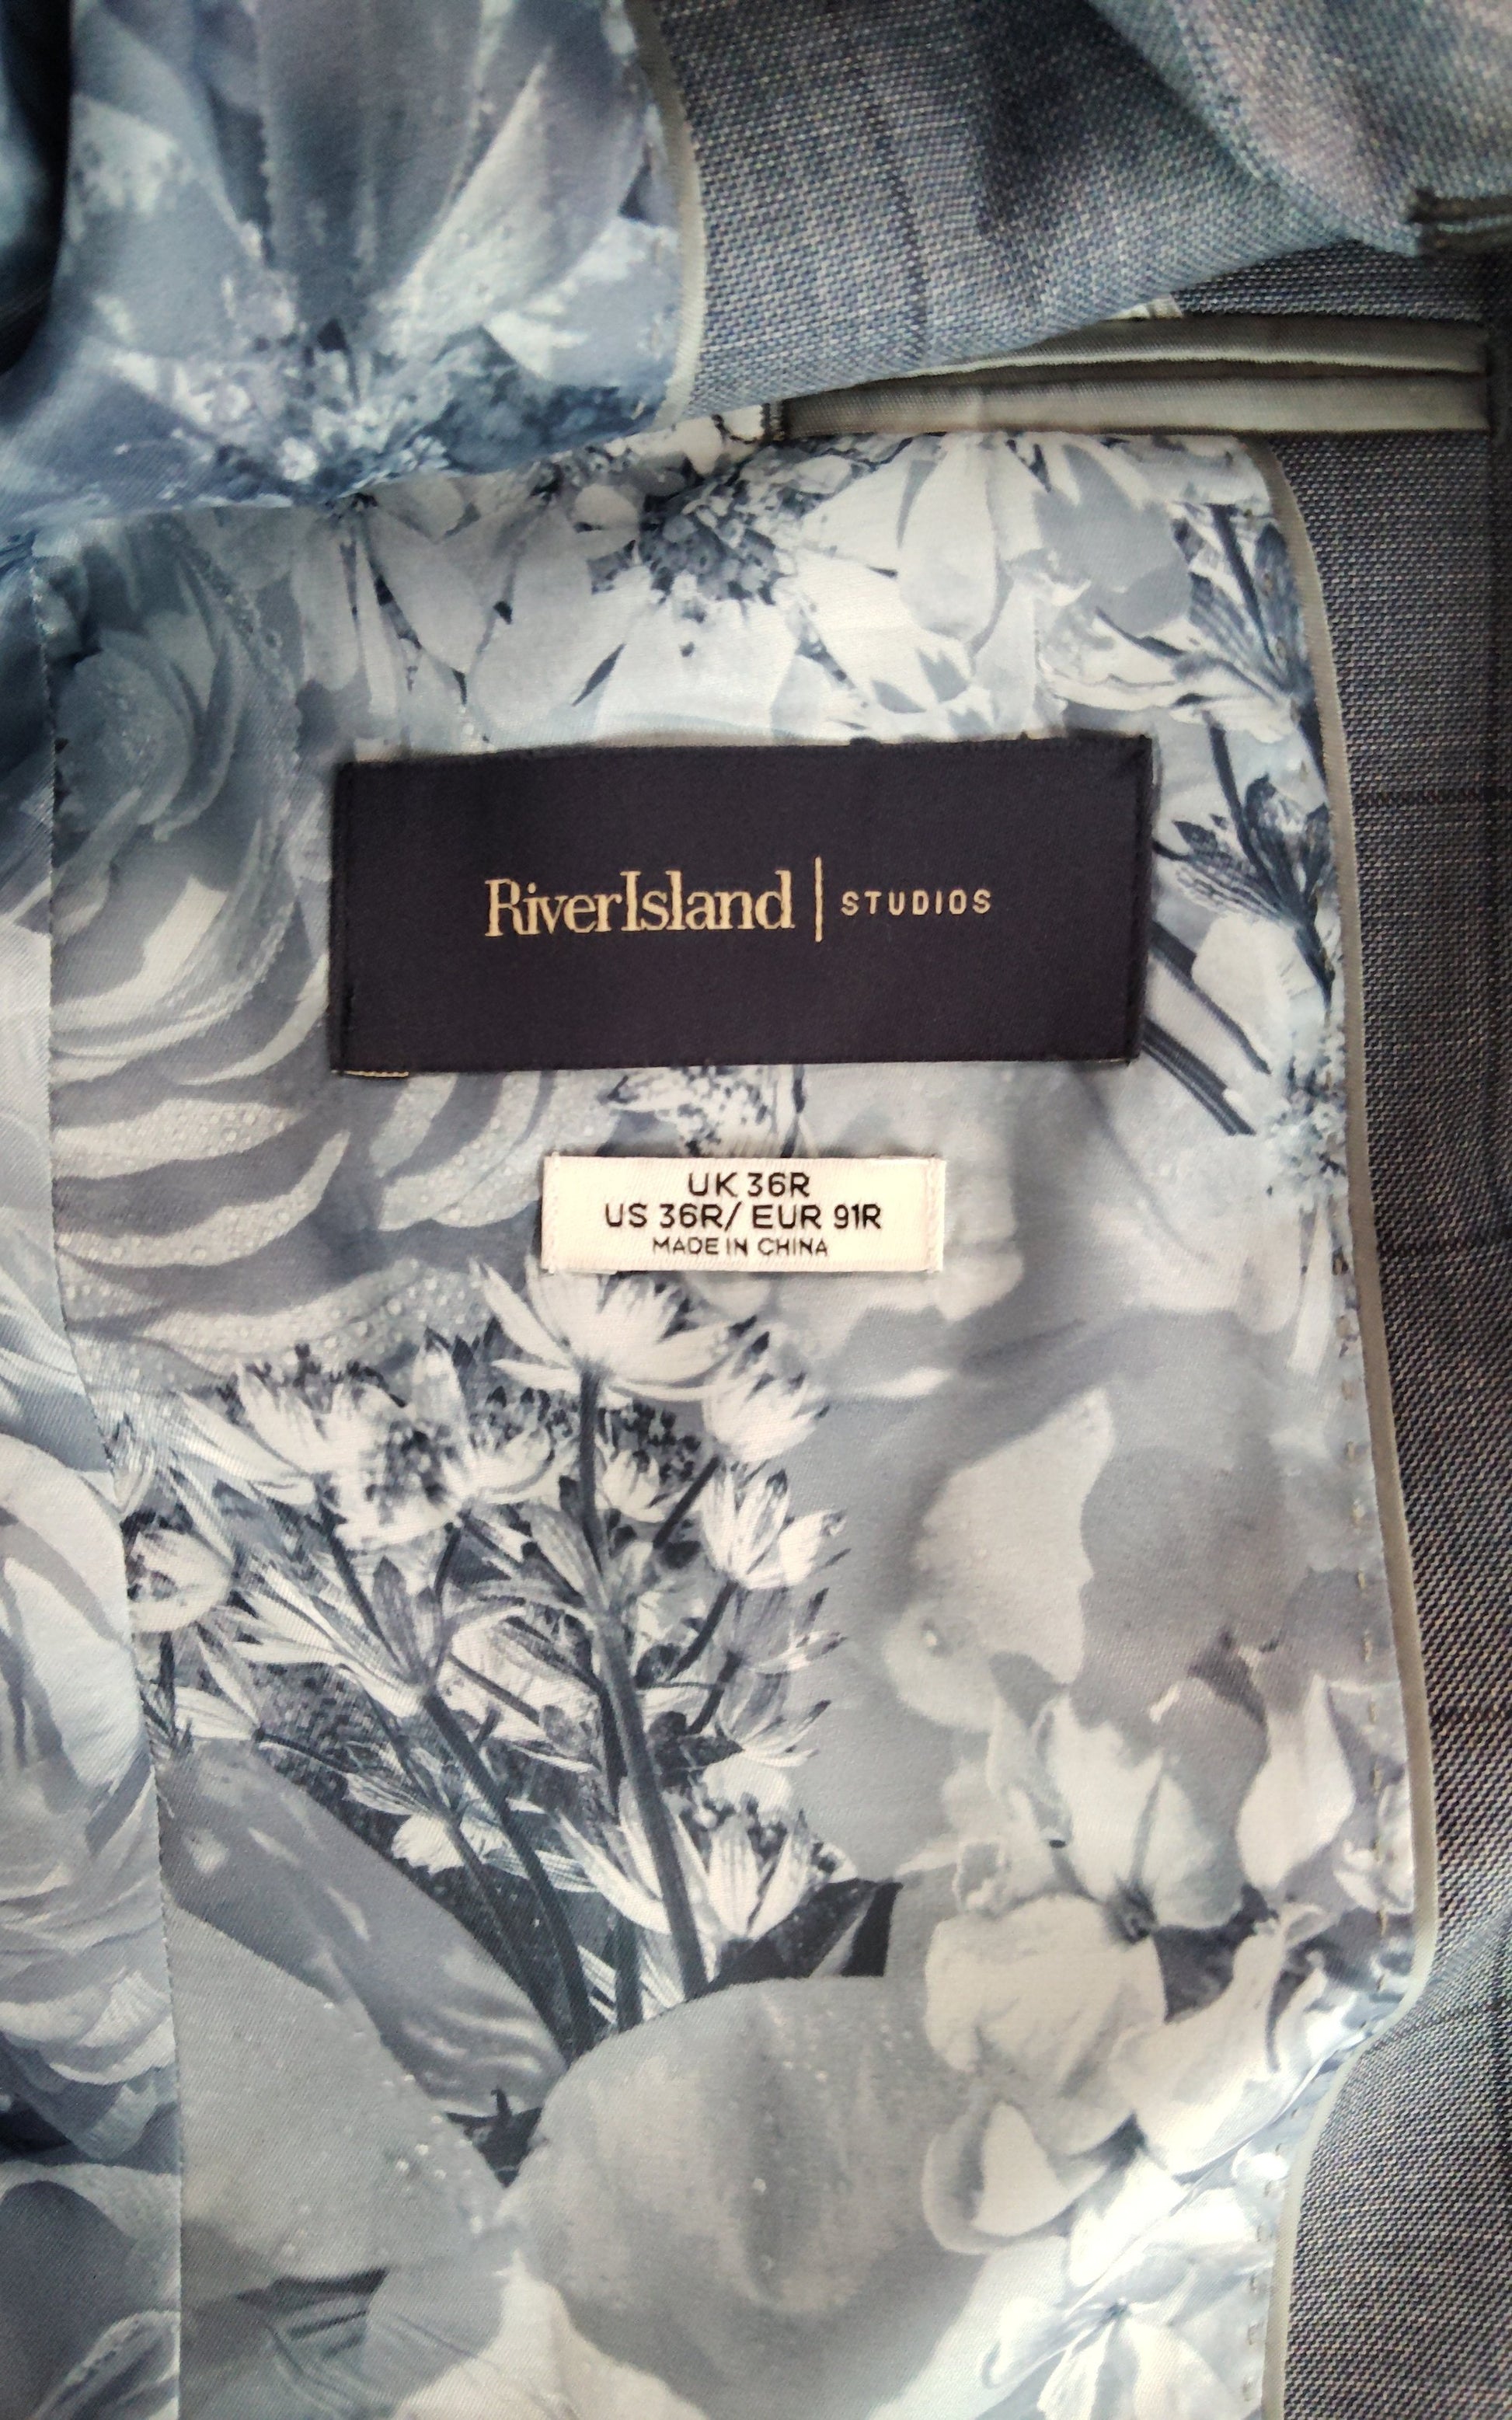 RiverIsland | STUDIOS
UK 36R
US 36R/ EUR 91R
MADE IN CHINA